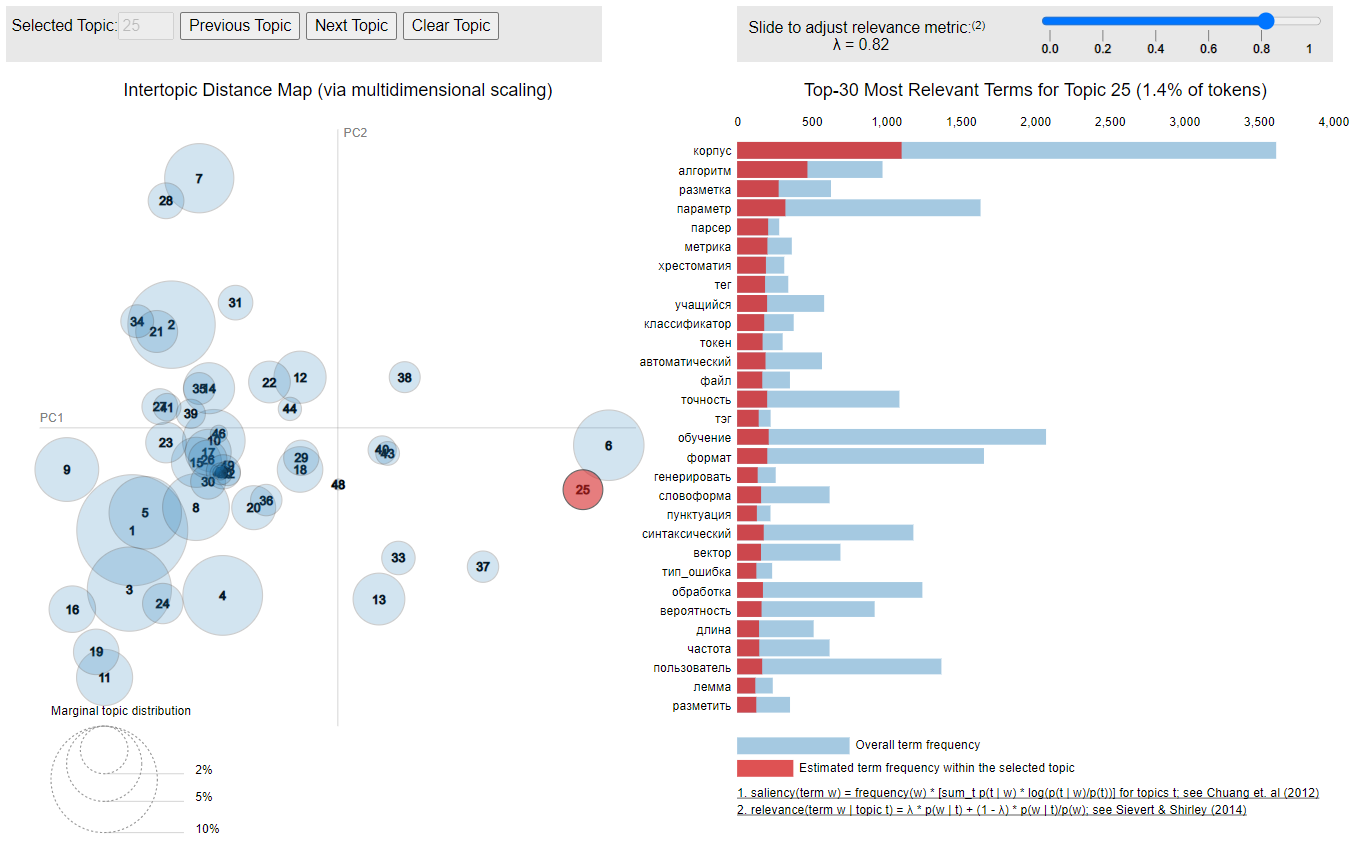 Selected Topic: 25 Previous Topic Next Topic Clear Topic
Slide to adjust relevance metric:(2)
λ = 0.82
0.0 0.2 0.4 0.6 0.8 1
Intertopic Distance Map (via multidimensional scaling)
PC2
PC1
7
28
31
34
21
2
35
14
22
12
38
44
27
41
39
46
10
23
17
26
15
6
9
29
18
40
43
30
48
25
5
8
20
36
1
33
37
3
24
4
13
16
19
11
Marginal topic distribution
2%
5%
10%
Top-30 Most Relevant Terms for Topic 25 (1.4% of tokens)
0 500 1,000 1,500 2,000 2,500 3,000 3,500 4,000
корпус
алгоритм
разметка
параметр
парсер
метрика
хрестоматия
тег
учащийся
классификатор
токен
автоматический
файл
точность
тэг
обучение
формат
генерировать
словоформа
пунктуация
синтаксический
вектор
тип_ошибка
обработка
вероятность
длина
частота
пользователь
лемма
разметить
Overall term frequency
Estimated term frequency within the selected topic
1. saliency(term w) = frequency(w) * [sum_t p(t | w) * log(p(t | w)/p(t))] for topics t; see Chuang et. al (2012)
2. relevance(term w | topic t) = λ * p(w | t) + (1 - λ) * p(w | t)/p(w); see Sievert & Shirley (2014)